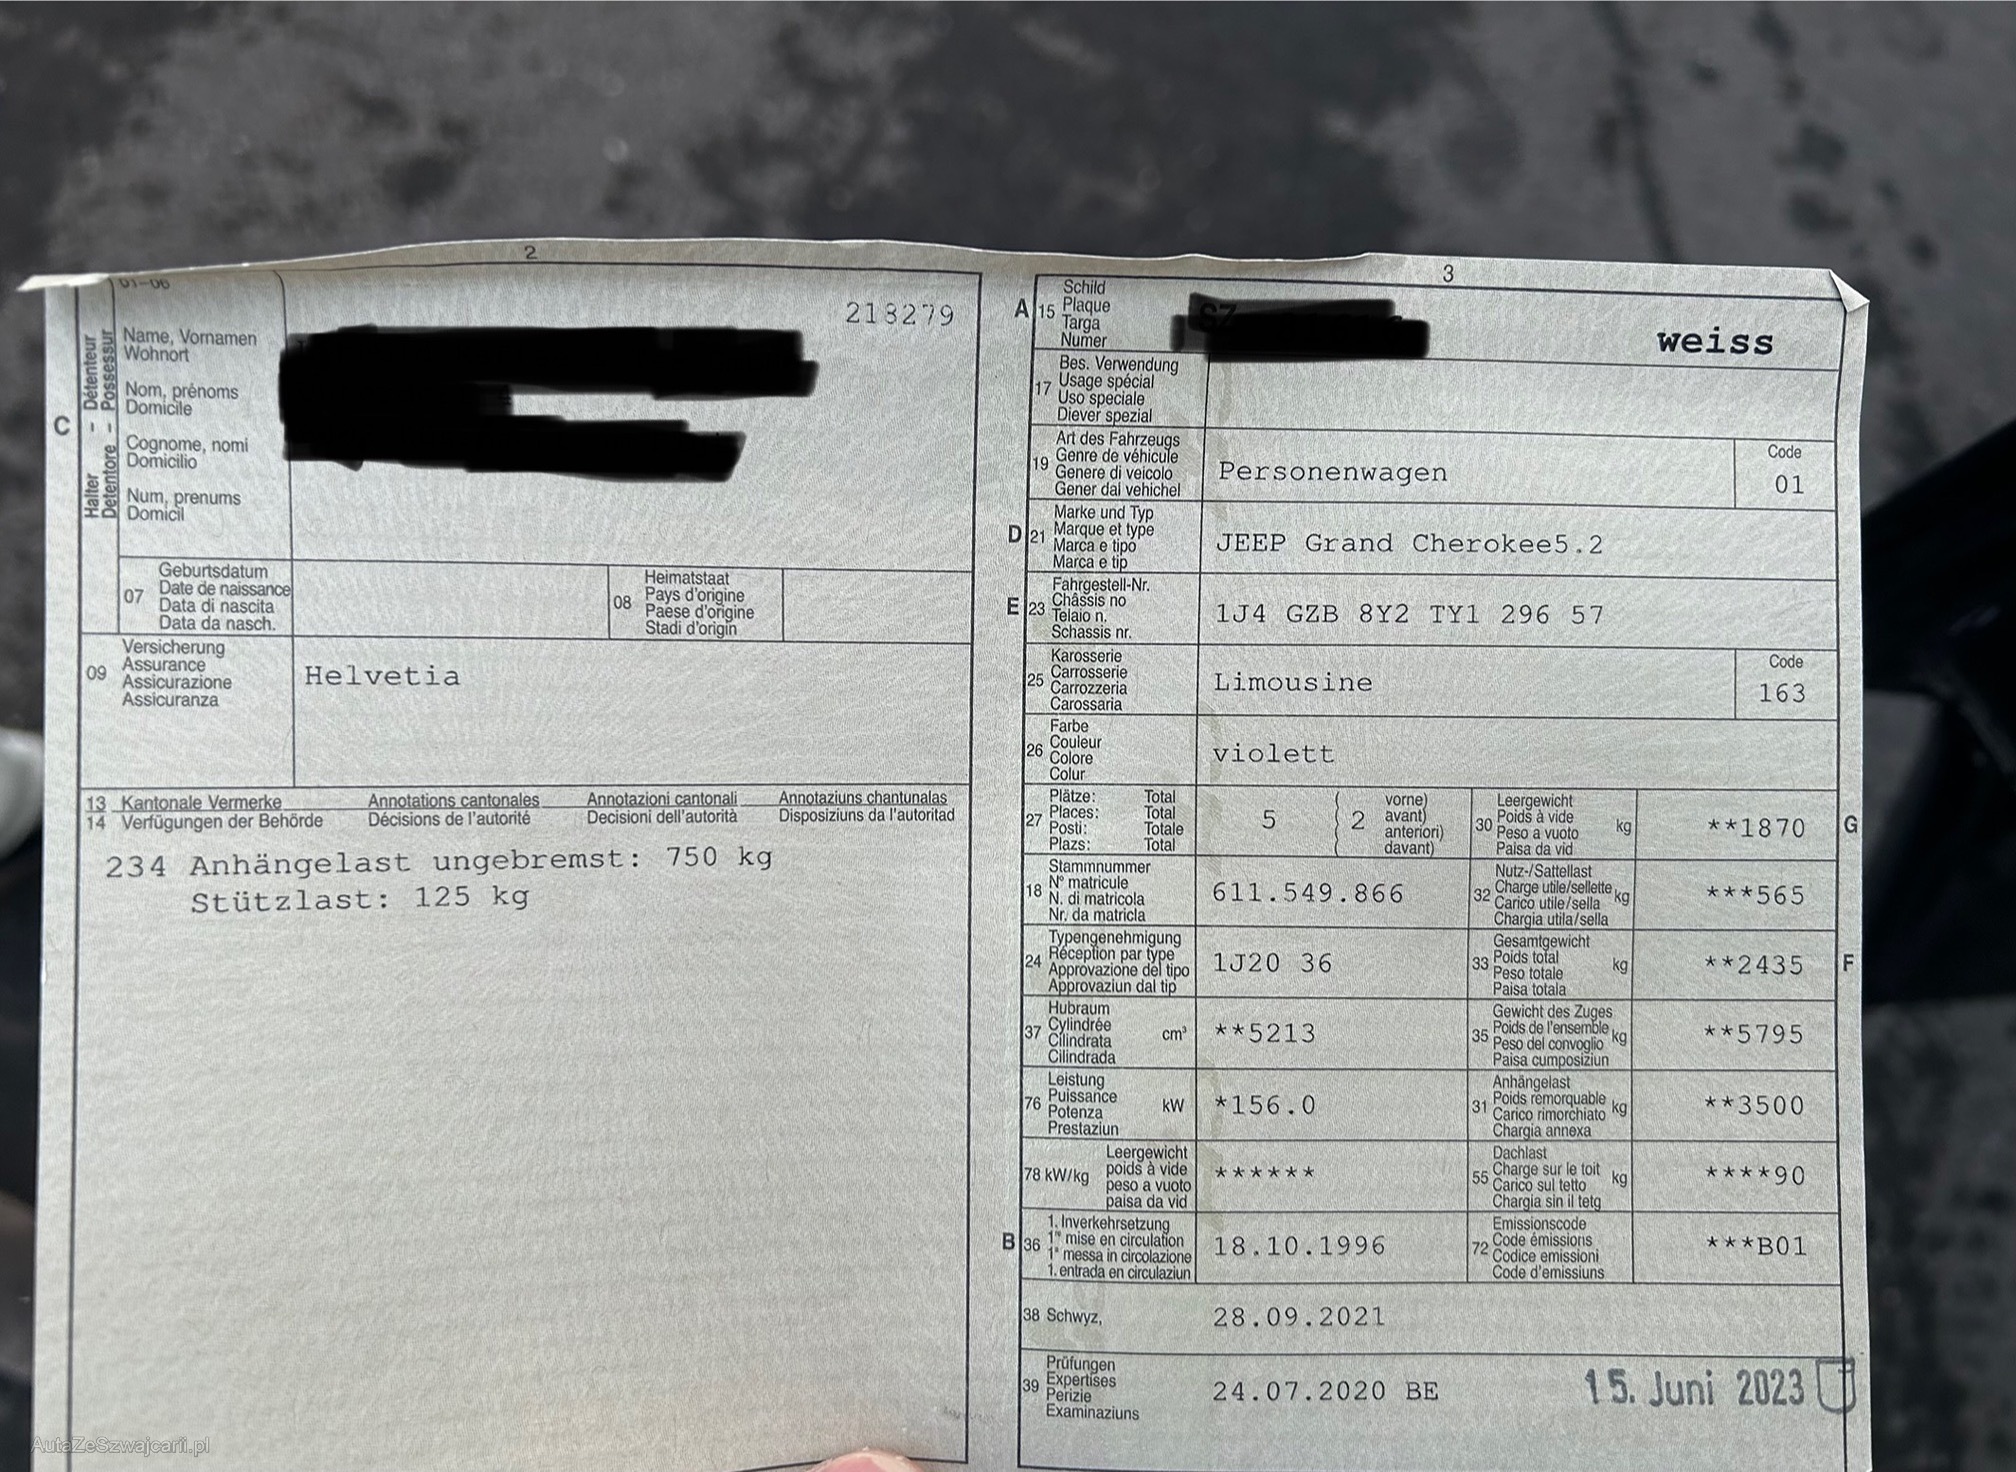 2
01-06
213279
C
Halter - Détenteur
Detentore - Possessur
Name, Vornamen
Wohnort
Nom, prénoms
Domicile
Cognome, nomi
Domicilio
Num, prenums
Domicil
07
Geburtsdatum
Date de naissance
Data di nascita
Data da nasch.
08
Heimatstaat
Pays d'origine
Paese d'origine
Stadi d'origin
09
Versicherung
Assurance
Assicurazione
Assicuranza
Helvetia
13 Kantonale Vermerke Annotations cantonales Annotazioni cantonali Annotaziuns chantunalas
14 Verfügungen der Behörde Décisions de l'autorité Decisioni dell'autorità Disposiziuns da l'autoritad
234 Anhängelast ungebremst: 750 kg
Stützlast: 125 kg
3
A 15
Schild
Plaque
Targa
Numer
SZ
weiss
17
Bes. Verwendung
Usage spécial
Uso speciale
Diever spezial
19
Art des Fahrzeugs
Genre de véhicule
Genere di veicolo
Gener dal vehichel
Personenwagen
Code
01
D 21
Marke und Typ
Marque et type
Marca e tipo
Marca e tip
JEEP Grand Cherokee5.2
E 23
Fahrgestell-Nr.
Châssis no
Telaio n.
Schassis nr.
1J4 GZB 8Y2 TY1 296 57
25
Karosserie
Carrosserie
Carrozzeria
Carossaria
Limousine
Code
163
26
Farbe
Couleur
Colore
Colur
violett
27
Plätze: Total
Places: Total
Posti: Totale
Plazs: Total
5
( 2
vorne)
avant)
anteriori)
davant)
30
Leergewicht
Poids à vide
Peso a vuoto
Paisa da vid
kg
**1870
G
18
Stammnummer
N° matricule
N. di matricola
Nr. da matricla
611.549.866
32
Nutz-/Sattellast
Charge utile/sellette
Carico utile/sella
Chargia utila/sella
kg
***565
24
Typengenehmigung
Réception par type
Approvazione del tipo
Approvaziun dal tip
1J20 36
33
Gesamtgewicht
Poids total
Peso totale
Paisa totala
kg
**2435
F
37
Hubraum
Cylindrée
Cilindrata
Cilindrada
cm³
**5213
35
Gewicht des Zuges
Poids de l'ensemble
Peso del convoglio
Paisa cumposiziun
kg
**5795
76
Leistung
Puissance
Potenza
Prestaziun
kW
*156.0
31
Anhängelast
Poids remorquable
Carico rimorchiato
Chargia annexa
kg
**3500
78 kW/kg
Leergewicht
poids à vide
peso a vuoto
paisa da vid
******
55
Dachlast
Charge sur le toit
Carico sul tetto
Chargia sin il tetg
kg
****90
B 36
1. Inverkehrsetzung
1re mise en circulation
1a messa in circolazione
1. entrada en circulaziun
18.10.1996
72
Emissionscode
Code émissions
Codice emissioni
Code d'emissiuns
***B01
38 Schwyz,
28.09.2021
39
Prüfungen
Expertises
Perizie
Examinaziuns
24.07.2020 BE
15. Juni 2023
AutaZeSzwajcarii.pl